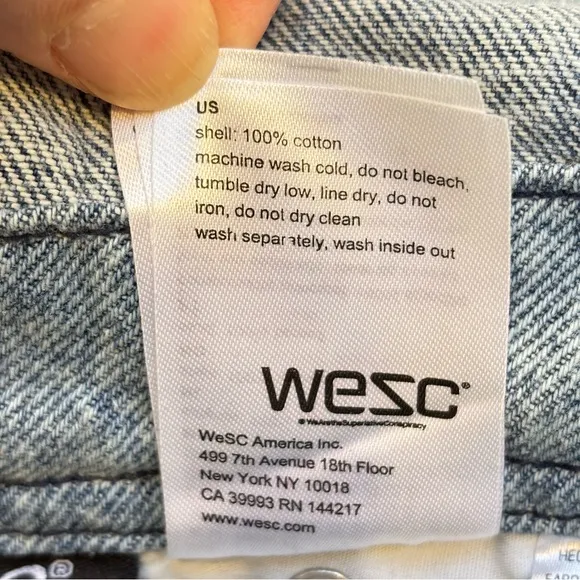 US
shell: 100% cotton
machine wash cold, do not bleach,
tumble dry low, line dry, do not
iron, do not dry clean
wash separately, wash inside out
wesc®
WeAretheSuperlativeConspiracy
WeSC America Inc.
499 7th Avenue 18th Floor
New York NY 10018
CA 39993 RN 144217
www.wesc.com
HEC